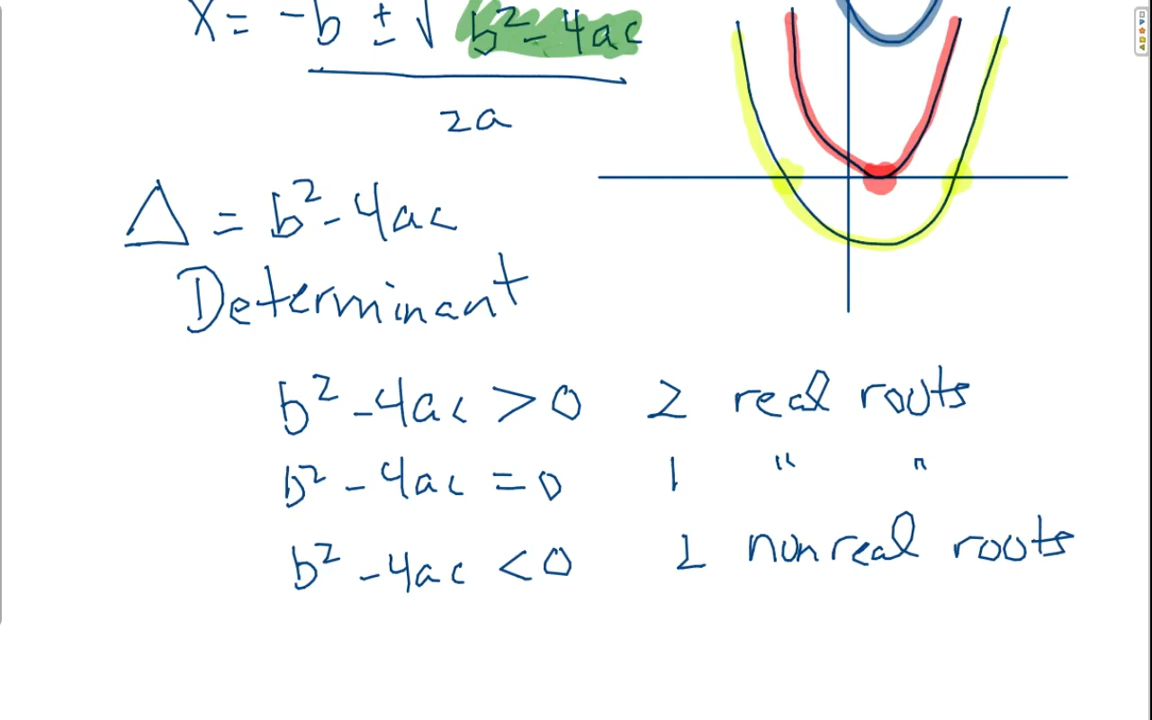 X = -b ± √b² - 4ac
2a
Δ = b² - 4ac
Determinant
b² - 4ac > 0 2 real roots
b² - 4ac = 0 1 " "
b² - 4ac < 0 2 nonreal roots